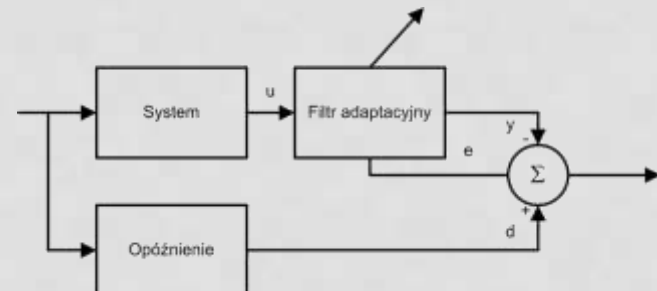 System
u
Filtr adaptacyjny
y
-
e
Σ
+
d
Opóźnienie